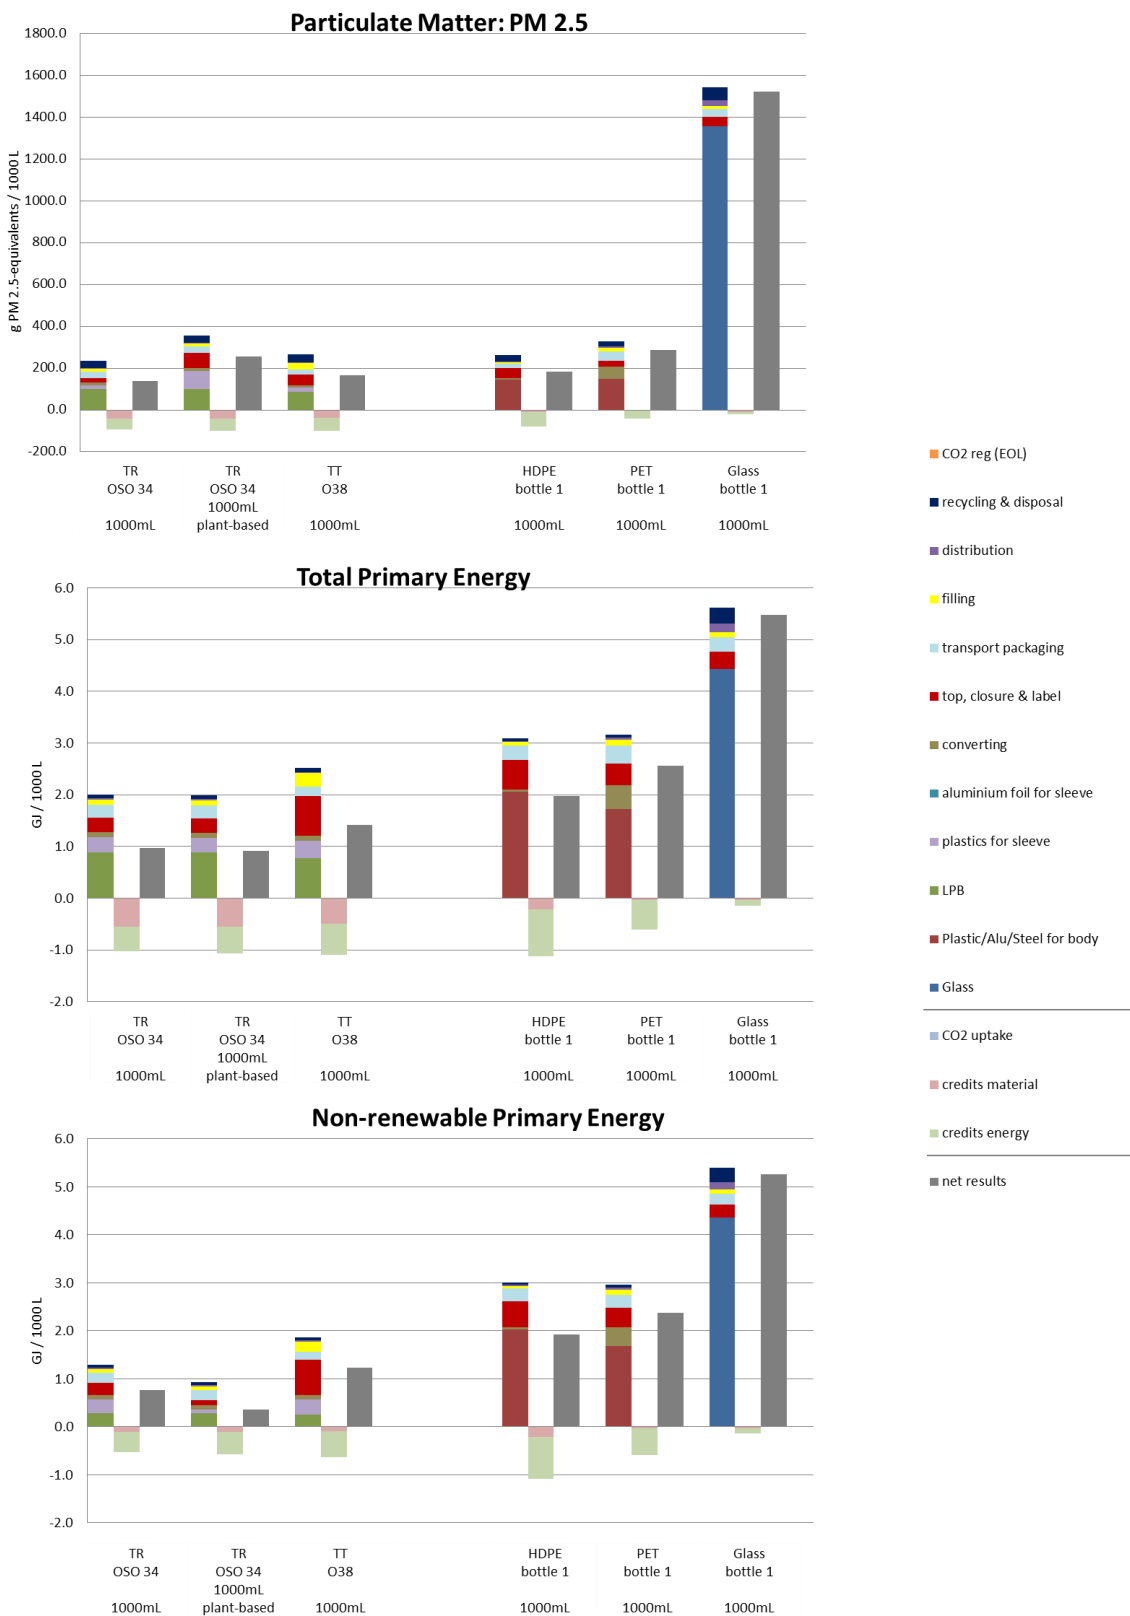 Particulate Matter: PM 2.5
1800.0
1600.0
1400.0
1200.0
1000.0
800.0
600.0
400.0
200.0
0.0
-200.0
g PM 2.5-equivalents / 1000 L
TR
OSO 34
1000mL
TR
OSO 34
1000mL
plant-based
TT
O38
1000mL
HDPE
bottle 1
1000mL
PET
bottle 1
1000mL
Glass
bottle 1
1000mL
Total Primary Energy
6.0
5.0
4.0
3.0
2.0
1.0
0.0
-1.0
-2.0
GJ / 1000 L
TR
OSO 34
1000mL
TR
OSO 34
1000mL
plant-based
TT
O38
1000mL
HDPE
bottle 1
1000mL
PET
bottle 1
1000mL
Glass
bottle 1
1000mL
Non-renewable Primary Energy
6.0
5.0
4.0
3.0
2.0
1.0
0.0
-1.0
-2.0
GJ / 1000 L
TR
OSO 34
1000mL
TR
OSO 34
1000mL
plant-based
TT
O38
1000mL
HDPE
bottle 1
1000mL
PET
bottle 1
1000mL
Glass
bottle 1
1000mL
CO2 reg (EOL)
recycling & disposal
distribution
filling
transport packaging
top, closure & label
converting
aluminium foil for sleeve
plastics for sleeve
LPB
Plastic/Alu/Steel for body
Glass
CO2 uptake
credits material
credits energy
net results